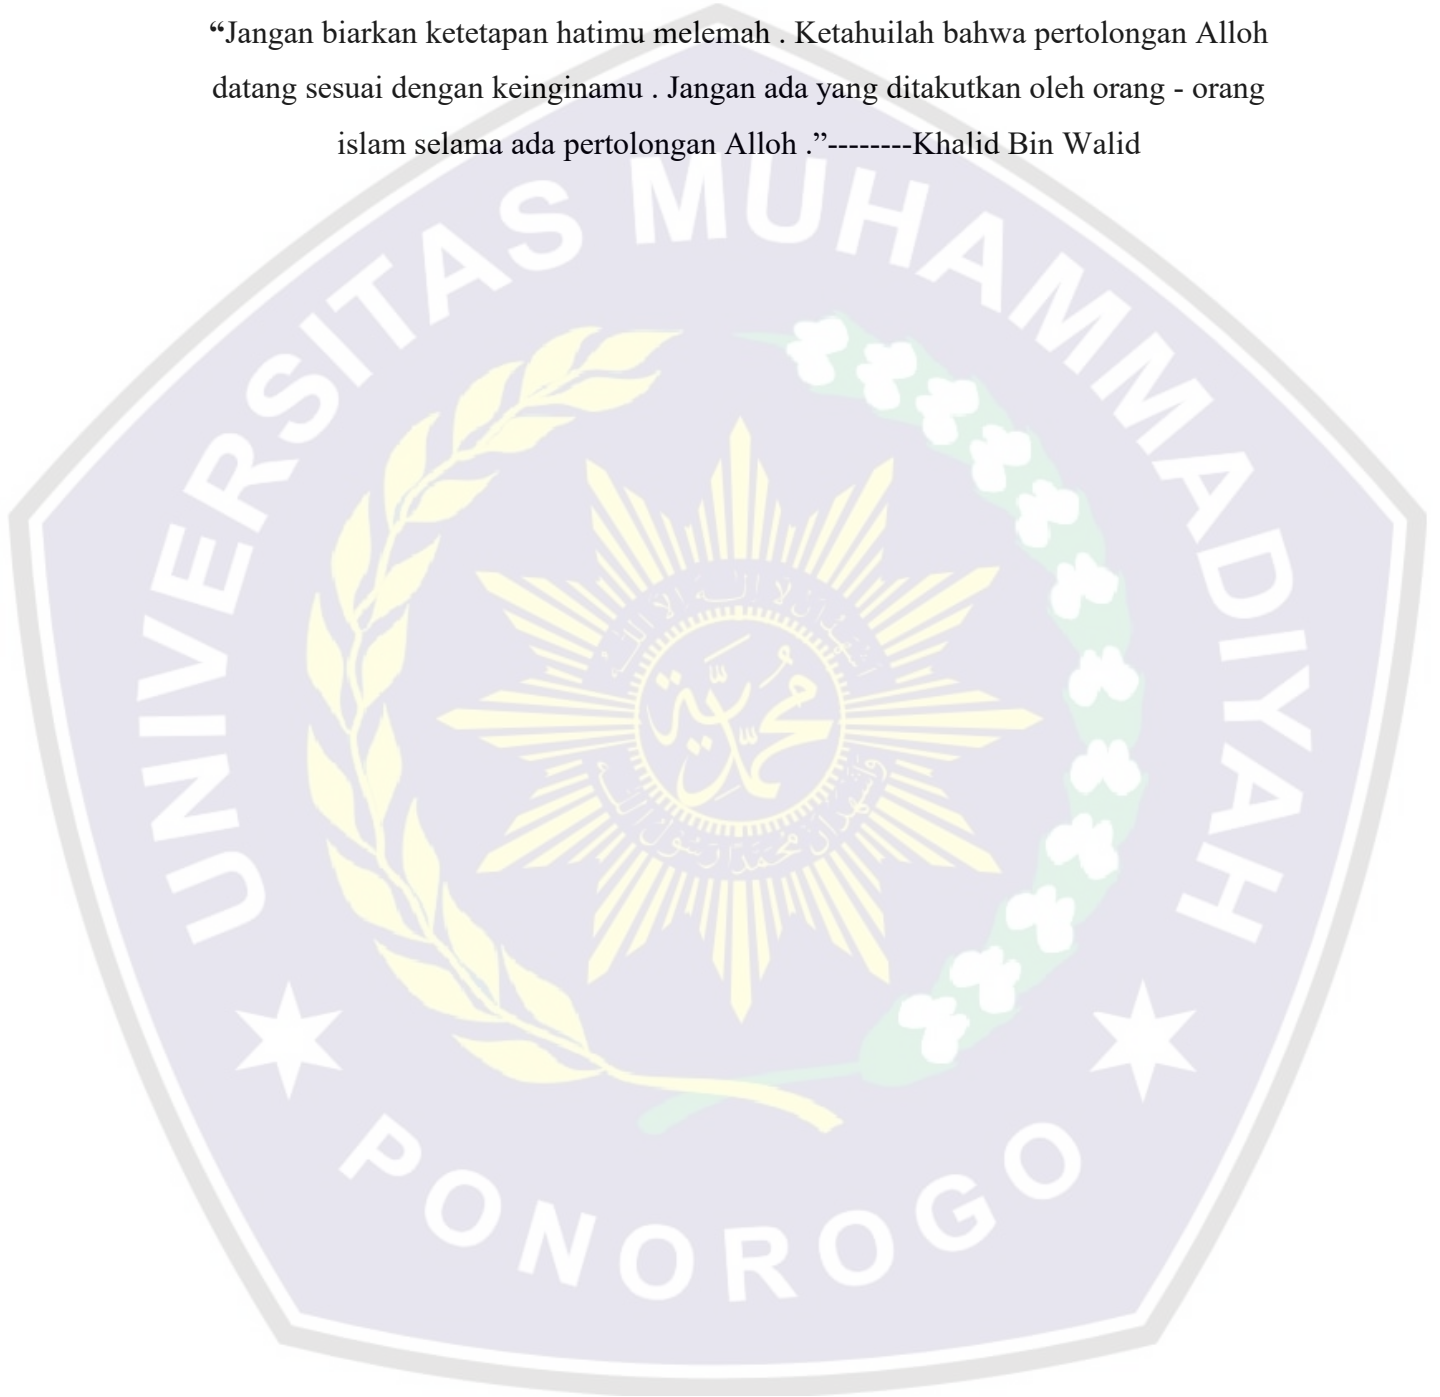 “Jangan biarkan ketetapan hatimu melemah . Ketahuilah bahwa pertolongan Alloh
datang sesuai dengan keinginamu . Jangan ada yang ditakutkan oleh orang - orang
islam selama ada pertolongan Alloh .”--------Khalid Bin Walid
UNIVERSITAS MUHAMMADIYAH
محمدية
PONOROGO